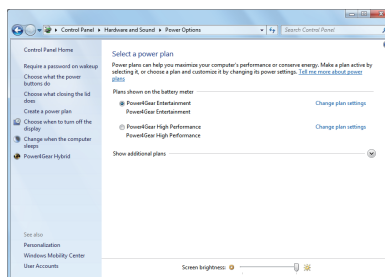 Control Panel ▸ Hardware and Sound ▸ Power Options
Search Control Panel
Control Panel Home
Require a password on wakeup
Choose what the power
buttons do
Choose what closing the lid
does
Create a power plan
Choose when to turn off the
display
Change when the computer
sleeps
Power4Gear Hybrid
See also
Personalization
Windows Mobility Center
User Accounts
Select a power plan
Power plans can help you maximize your computer's performance or conserve energy. Make a plan active by
selecting it, or choose a plan and customize it by changing its power settings. Tell me more about power
plans
Plans shown on the battery meter
Power4Gear Entertainment Change plan settings
Power4Gear Entertainment
Power4Gear High Performance Change plan settings
Power4Gear High Performance
Show additional plans
Screen brightness: